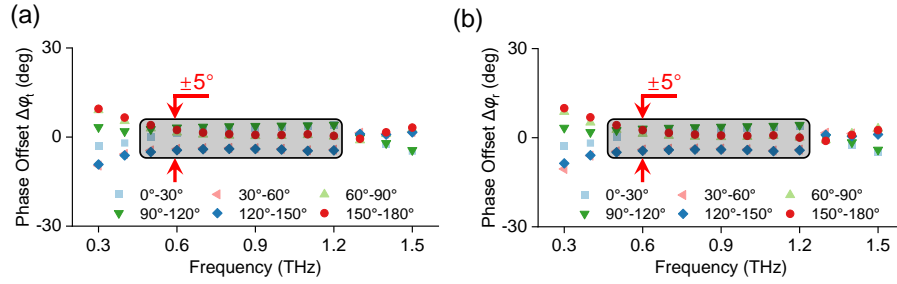 (a)
30
0
-30
Phase Offset Δφt (deg)
±5°
0°-30° 30°-60° 60°-90°
90°-120° 120°-150° 150°-180°
0.3 0.6 0.9 1.2 1.5
Frequency (THz)
(b)
30
0
-30
Phase Offset Δφr (deg)
±5°
0°-30° 30°-60° 60°-90°
90°-120° 120°-150° 150°-180°
0.3 0.6 0.9 1.2 1.5
Frequency (THz)